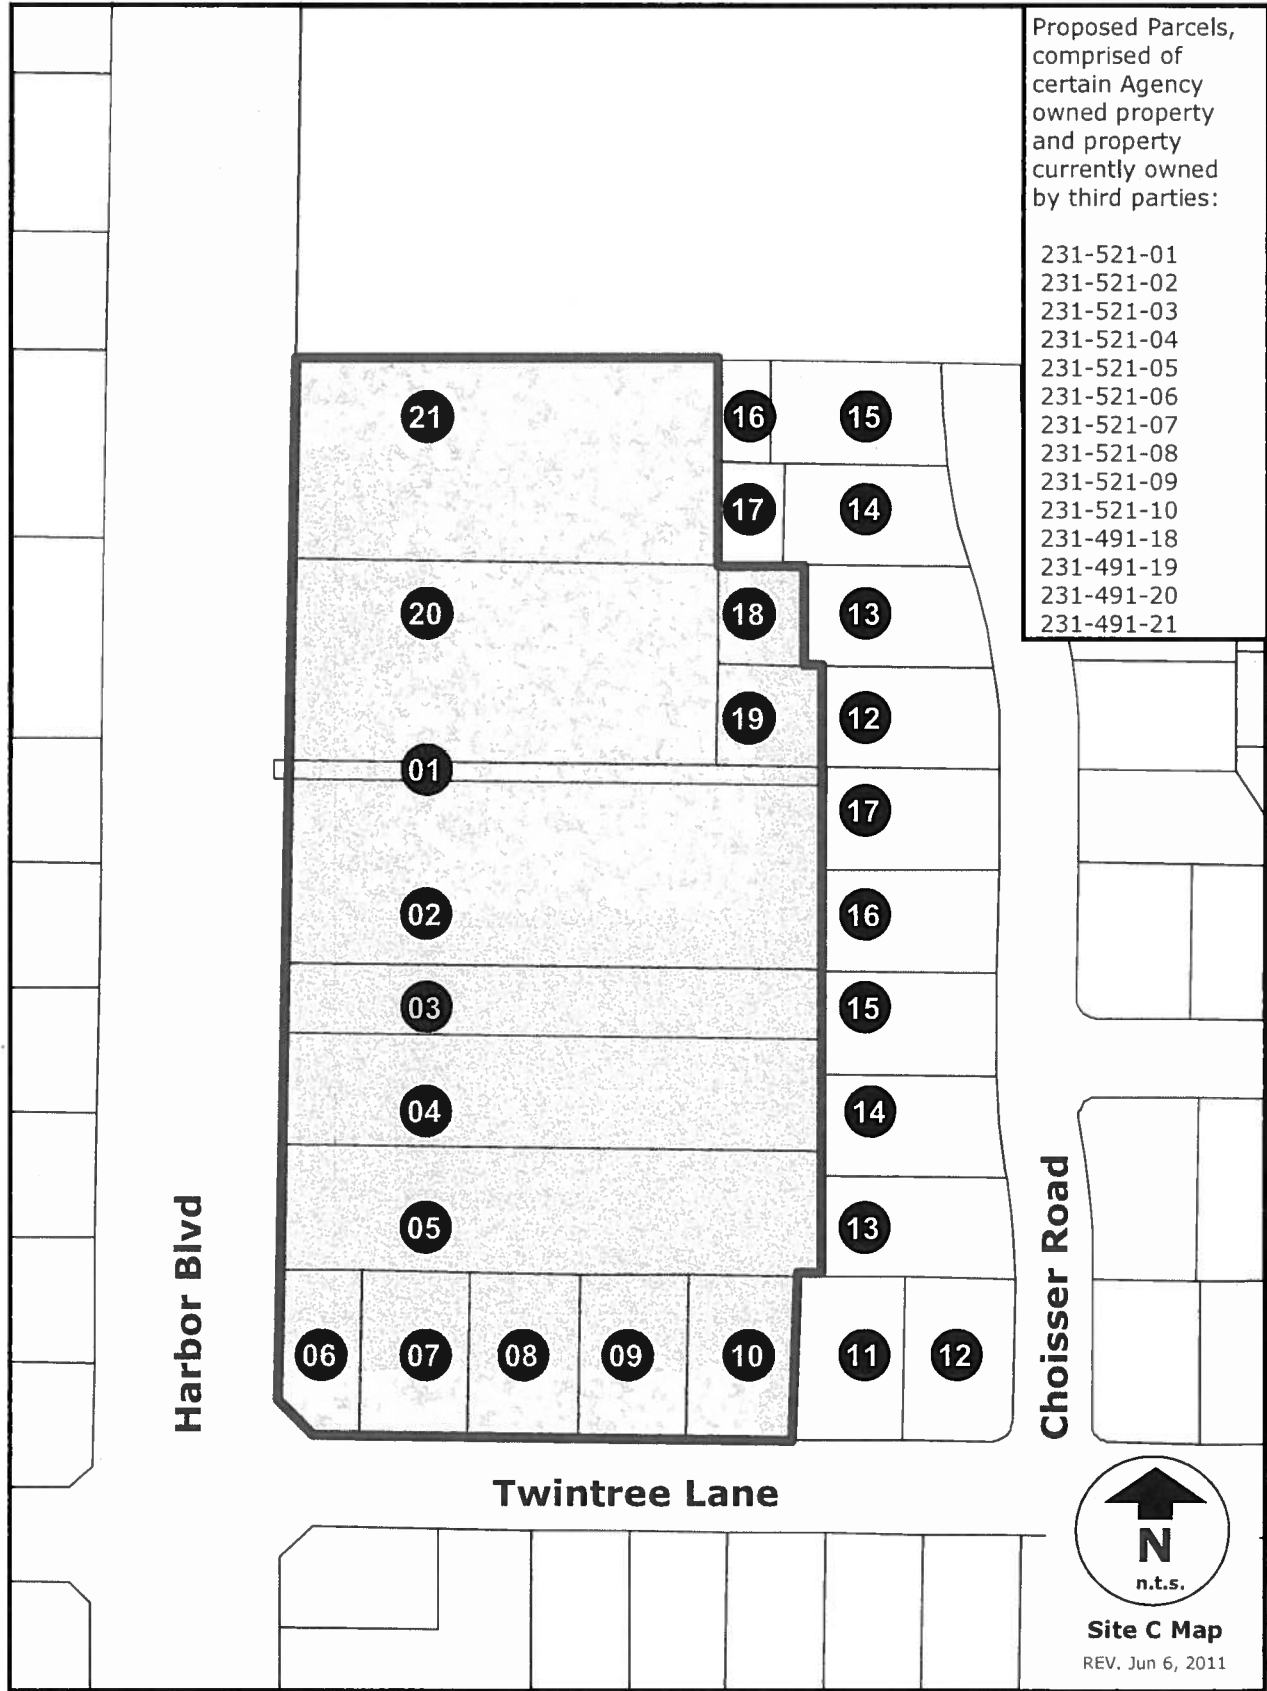 Proposed Parcels,
comprised of
certain Agency
owned property
and property
currently owned
by third parties:
231-521-01
231-521-02
231-521-03
231-521-04
231-521-05
231-521-06
231-521-07
231-521-08
231-521-09
231-521-10
231-491-18
231-491-19
231-491-20
231-491-21
21
16
15
17
14
20
18
13
19
12
01
17
02
16
03
15
04
14
05
13
06
07
08
09
10
11
12
Harbor Blvd
Choisser Road
Twintree Lane
N
n.t.s.
Site C Map
REV. Jun 6, 2011